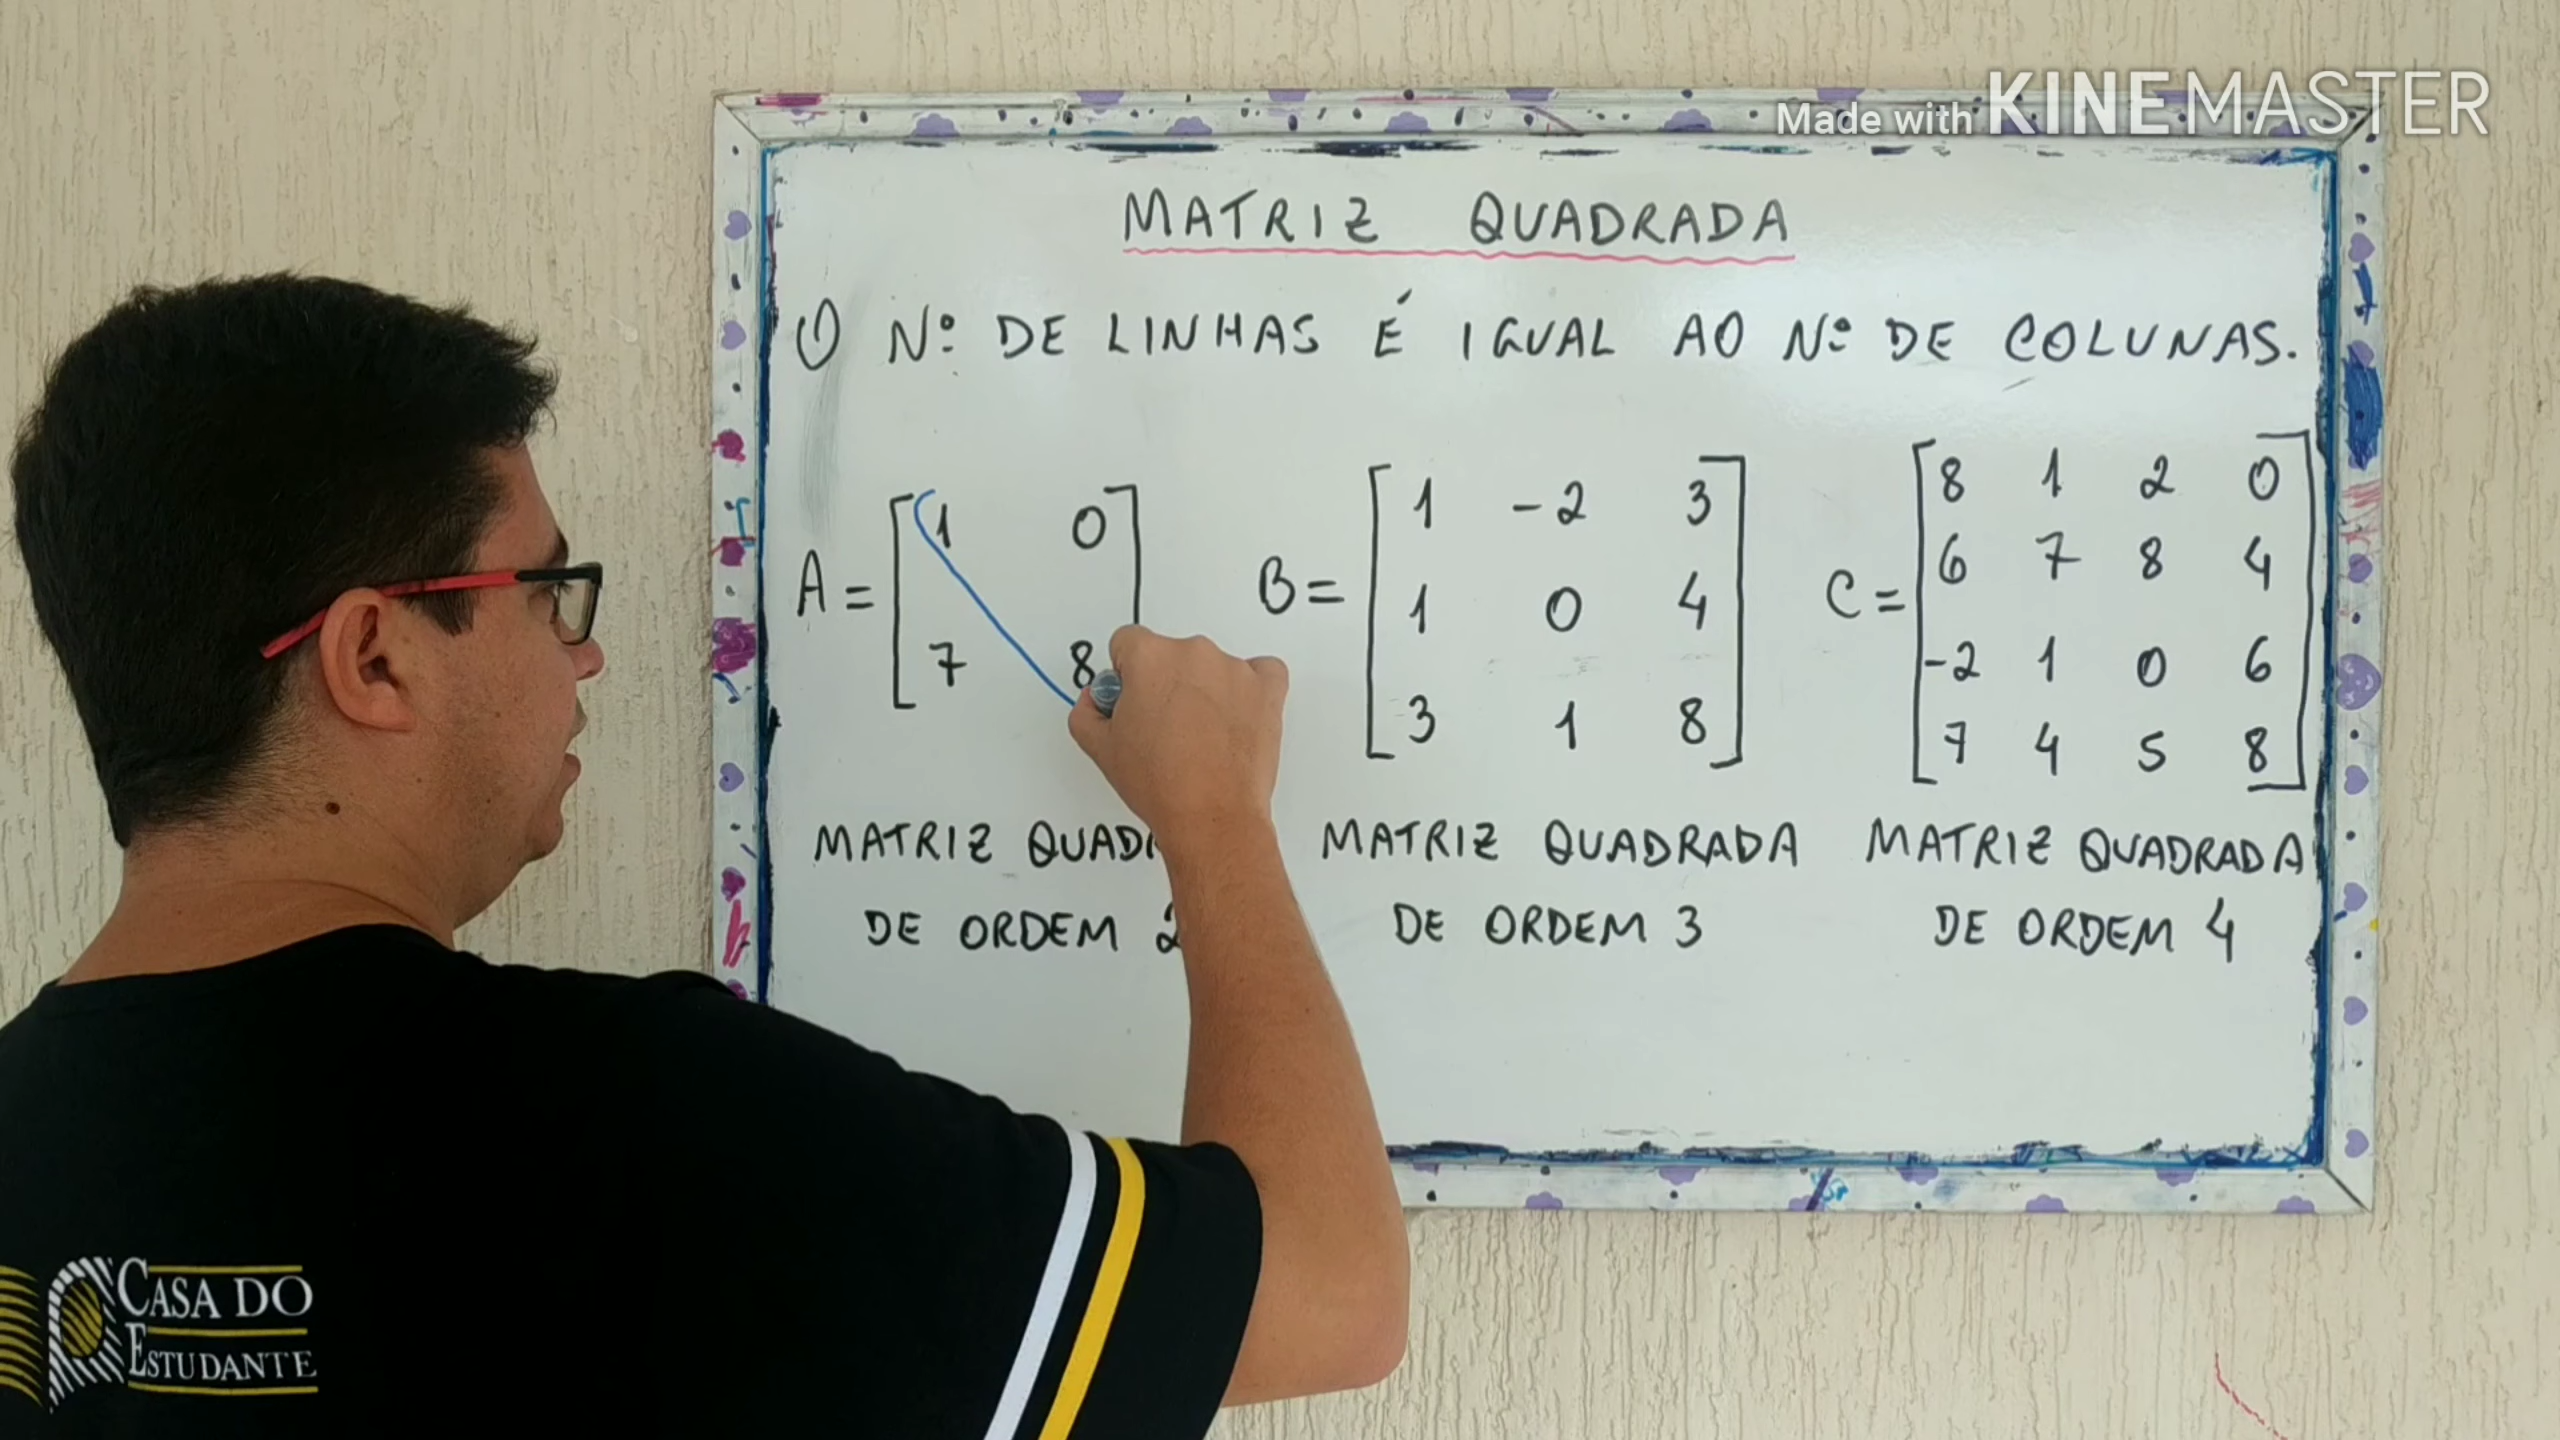 Made with KINEMASTER
MATRIZ QUADRADA
O Nº DE LINHAS É IGUAL AO Nº DE COLUNAS.
A = [1 0
7 8]
B = [1 -2 3
1 0 4
3 1 8]
C = [8 1 2 0
6 7 8 4
-2 1 0 6
7 4 5 8]
MATRIZ QUAD
DE ORDEM 2
MATRIZ QUADRADA
DE ORDEM 3
MATRIZ QUADRADA
DE ORDEM 4
CASA DO
ESTUDANTE